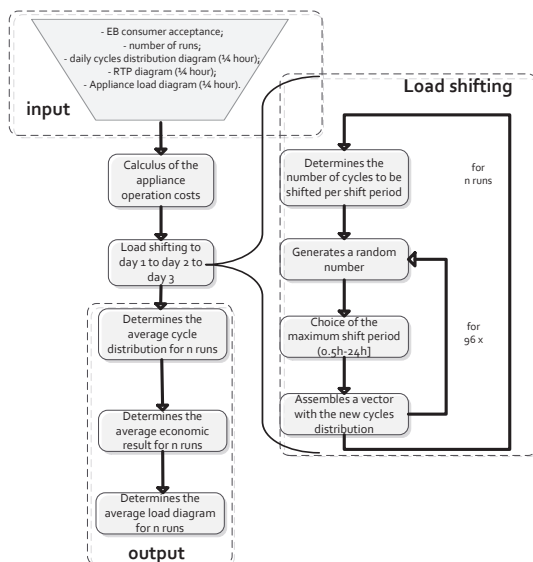 - EB consumer acceptance;
- number of runs;
- daily cycles distribution diagram (¼ hour);
- RTP diagram (¼ hour);
- Appliance load diagram (¼ hour).
input
Calculus of the
appliance
operation costs
Load shifting to
day 1 to day 2 to
day 3
Determines the
average cycle
distribution for n runs
Determines the
average economic
result for n runs
Determines the
average load diagram
for n runs
output
Load shifting
Determines the
number of cycles to be
shifted per shift period
for
n runs
Generates a random
number
Choice of the
maximum shift period
(0.5h-24h]
for
96 x
Assembles a vector
with the new cycles
distribution